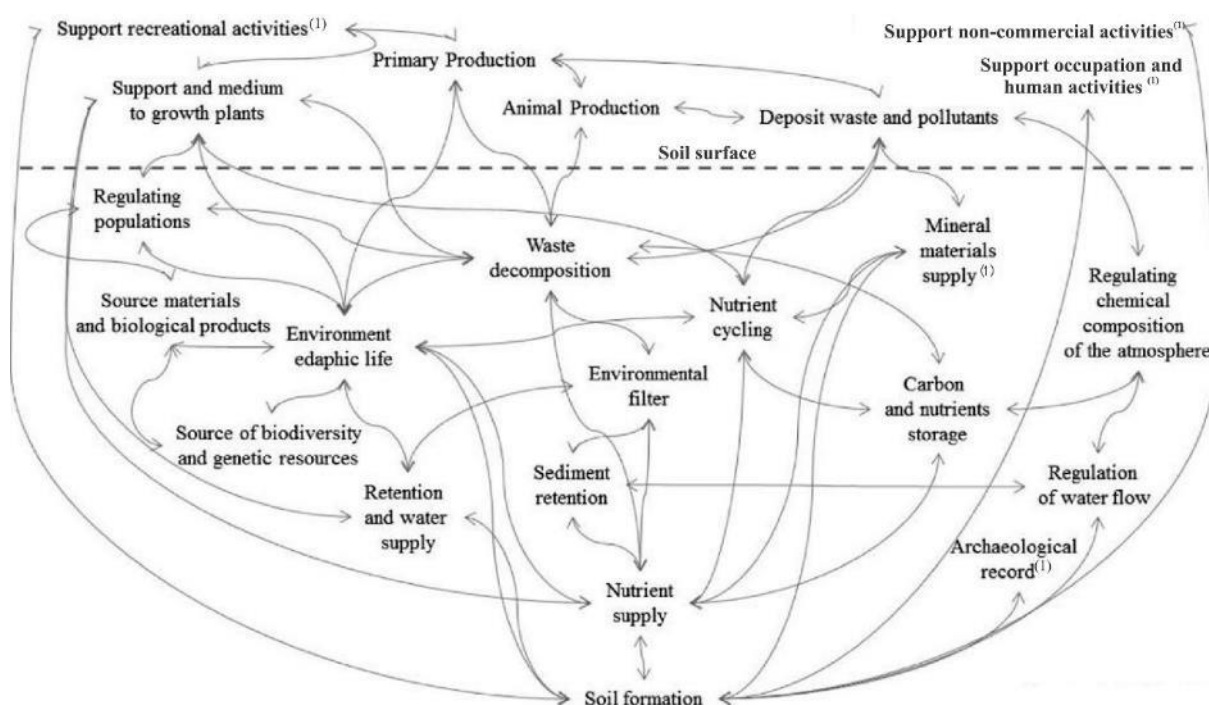 Support recreational activities(1)
Support non-commercial activities(1)
Primary Production
Support occupation and
human activities (1)
Support and medium
to growth plants
Animal Production
Deposit waste and pollutants
Soil surface
Regulating
populations
Waste
decomposition
Mineral
materials
supply(1)
Regulating
chemical
composition
of the atmosphere
Source materials
and biological products
Nutrient
cycling
Environment
edaphic life
Environmental
filter
Carbon
and nutrients
storage
Source of biodiversity
and genetic resources
Sediment
retention
Regulation
of water flow
Retention
and water
supply
Archaeological
record(1)
Nutrient
supply
Soil formation